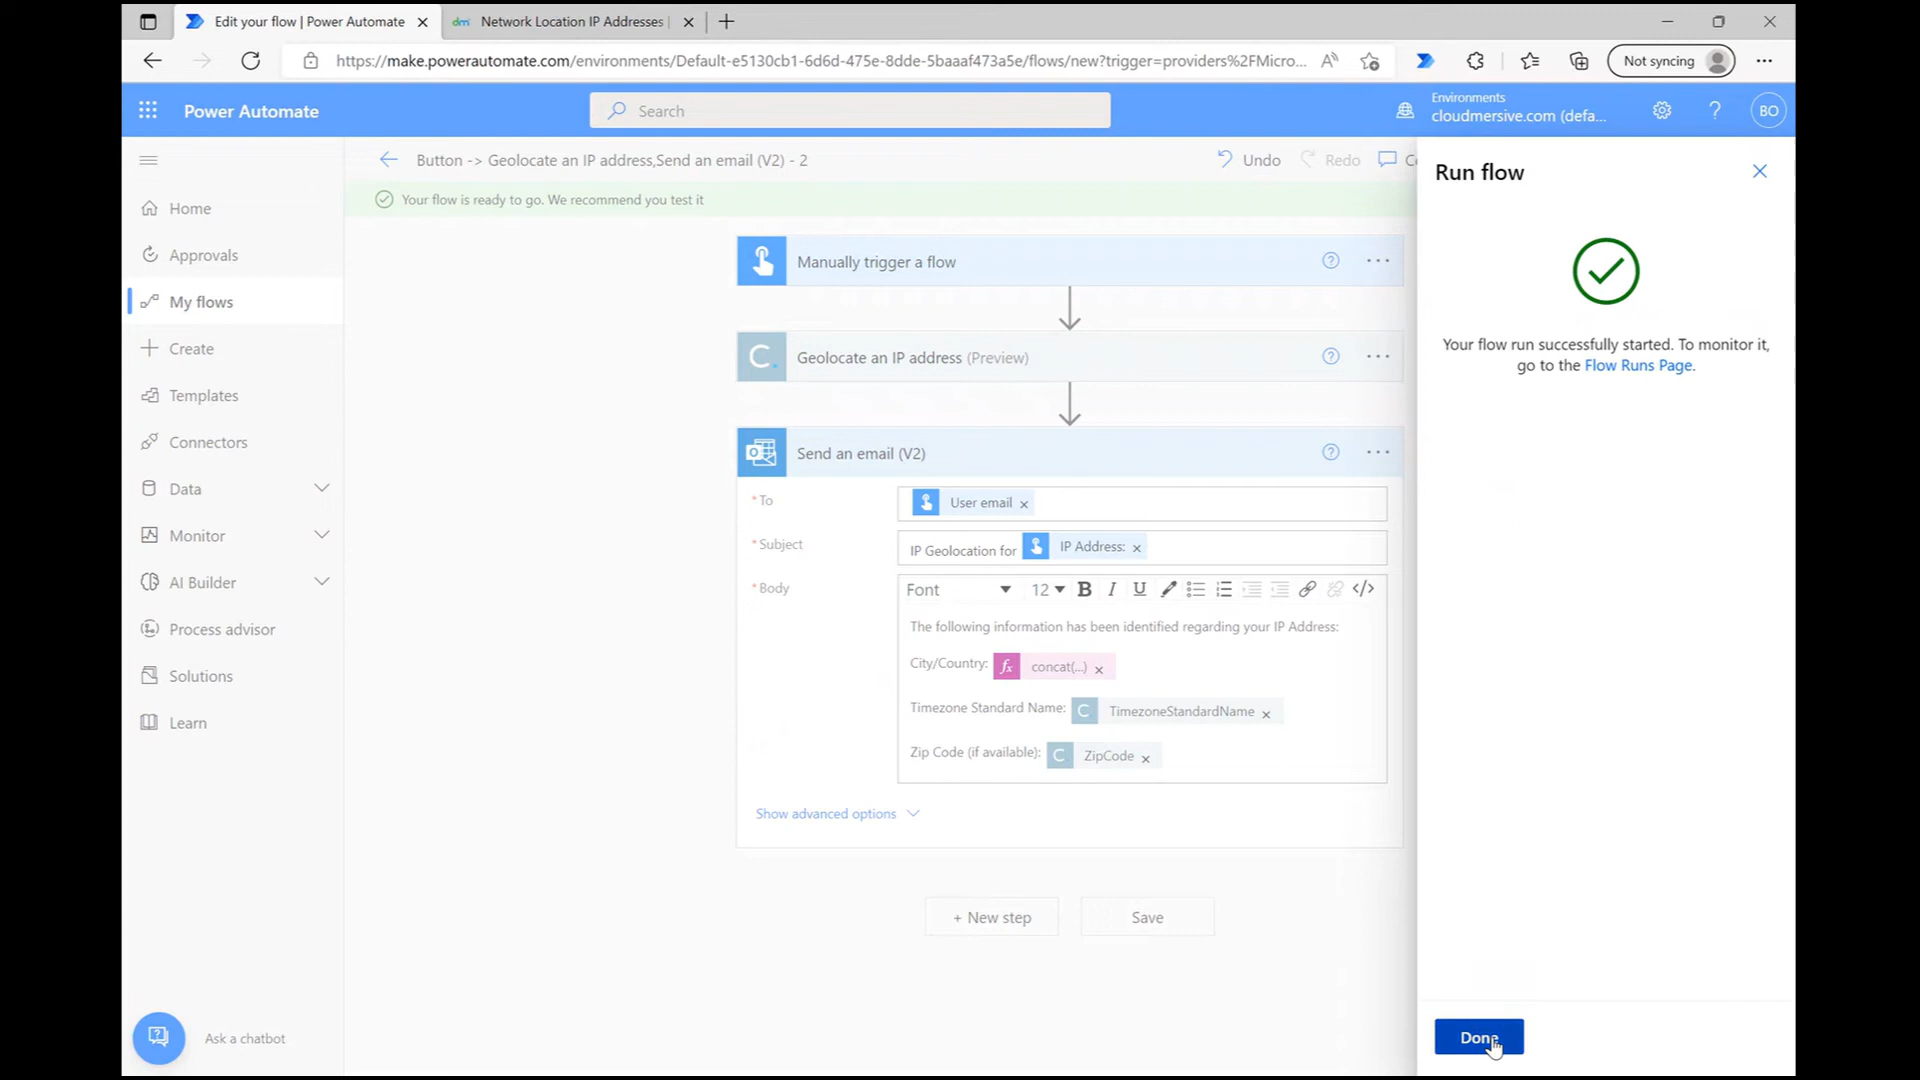 Edit your flow | Power Automate
dm Network Location IP Addresses |
https://make.powerautomate.com/environments/Default-e5130cb1-6d6d-475e-8dde-5baaaf473a5e/flows/new?trigger=providers%2FMicro...
Not syncing
Power Automate
Search
Environments
cloudmersive.com (defa...
BO
Button -> Geolocate an IP address,Send an email (V2) - 2
Undo
Redo
Your flow is ready to go. We recommend you test it
Home
Approvals
My flows
Create
Templates
Connectors
Data
Monitor
AI Builder
Process advisor
Solutions
Learn
Ask a chatbot
Manually trigger a flow
C. Geolocate an IP address (Preview)
Send an email (V2)
* To
User email
* Subject
IP Geolocation for IP Address:
* Body
Font 12 B I U </>
The following information has been identified regarding your IP Address:
City/Country: fx concat(...)
Timezone Standard Name: C TimezoneStandardName
Zip Code (if available): C ZipCode
Show advanced options
+ New step
Save
Run flow
Your flow run successfully started. To monitor it,
go to the Flow Runs Page.
Done